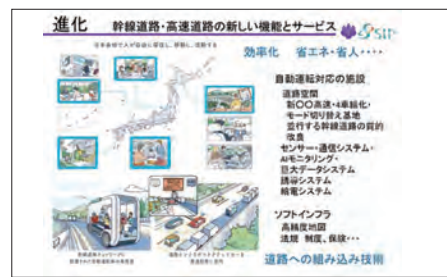 進化 幹線道路・高速道路の新しい機能とサービス
sip
効率化 省エネ・省人・・・・
自動運転対応の施設
道路空間
新〇〇高速・4車線化・
モード切り替え基地
並行する幹線道路の質的
改良
センサー・通信システム・
AIモニタリング・
巨大データシステム
誘導システム
給電システム
ソフトインフラ
高精度地図
法規 制度、保険・・・
道路への組み込み技術